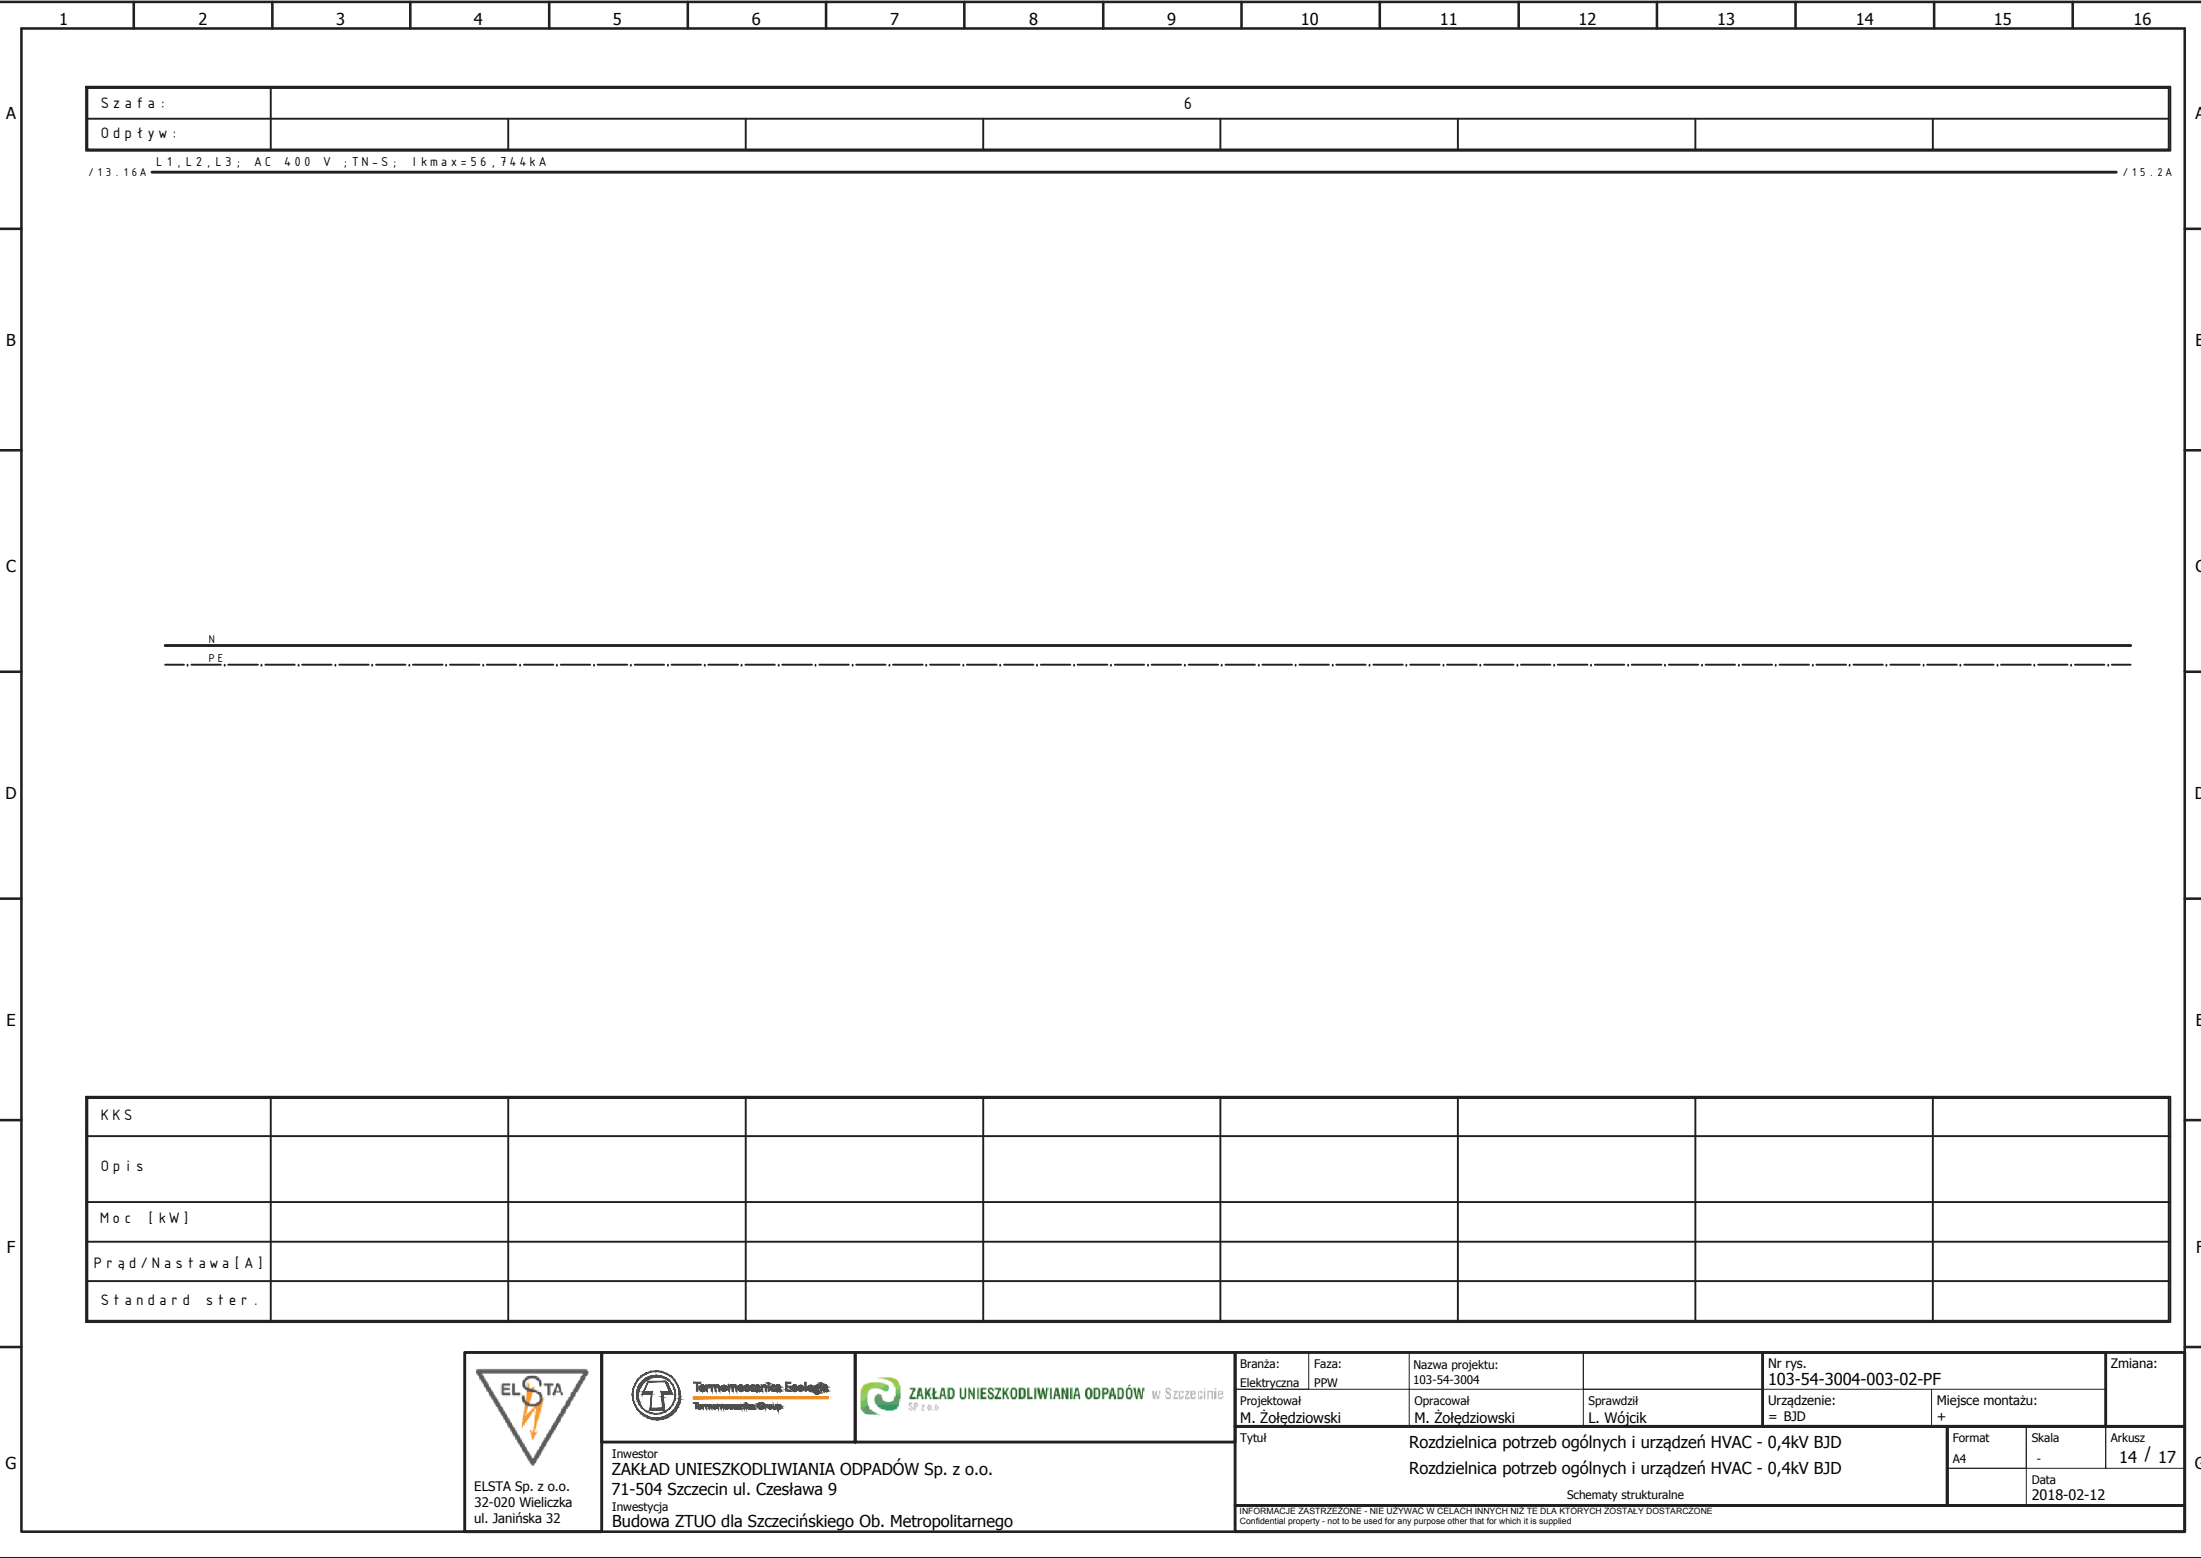 1 2 3 4 5 6 7 8 9 10 11 12 13 14 15 16
A
Szafa: 6
A
Odpływ:
L1,L2,L3; AC 400 V ;TN-S; Ikmax=56,744kA
/13.16A /15.2A
B
C
N
PE
D
E
KKS
Opis
Moc [kW]
F
Prąd/Nastawa[A]
Standard ster.
G
ELSTA
ELSTA Sp. z o.o.
32-020 Wieliczka
ul. Janińska 32
Termomeccanica Ecologia
Termomeccanica Group
ZAKŁAD UNIESZKODLIWIANIA ODPADÓW w Szczecinie
SP z o.o.
Inwestor
ZAKŁAD UNIESZKODLIWIANIA ODPADÓW Sp. z o.o.
71-504 Szczecin ul. Czesława 9
Inwestycja
Budowa ZTUO dla Szczecińskiego Ob. Metropolitarnego
Branża: Faza: Nazwa projektu: Nr rys. Zmiana:
Elektryczna PPW 103-54-3004 103-54-3004-003-02-PF
Projektował Opracował Sprawdził Urządzenie: Miejsce montażu:
M. Żołędziowski M. Żołędziowski L. Wójcik = BJD +
Tytuł
Rozdzielnica potrzeb ogólnych i urządzeń HVAC - 0,4kV BJD
Rozdzielnica potrzeb ogólnych i urządzeń HVAC - 0,4kV BJD
Schematy strukturalne
Format Skala Arkusz
A4 - 14 / 17
Data
2018-02-12
INFORMACJE ZASTRZEŻONE - NIE UŻYWAĆ W CELACH INNYCH NIŻ TE DLA KTÓRYCH ZOSTAŁY DOSTARCZONE
Confidential property - not to be used for any purpose other that for which it is supplied